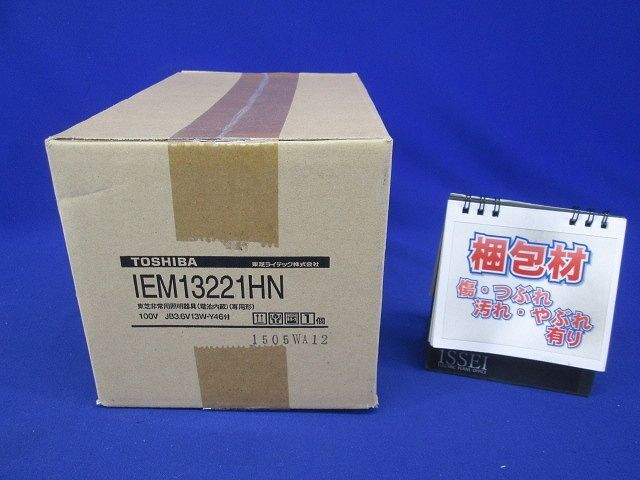 TOSHIBA 東芝ライテック株式会社
IEM13221HN
東芝非常用照明器具(電池内蔵)(専用形)
100V JB3.6V13W-Y46付 1個
1505WA12
梱包材
傷・つぶれ
汚れ・やぶれ
有り
ISSEI